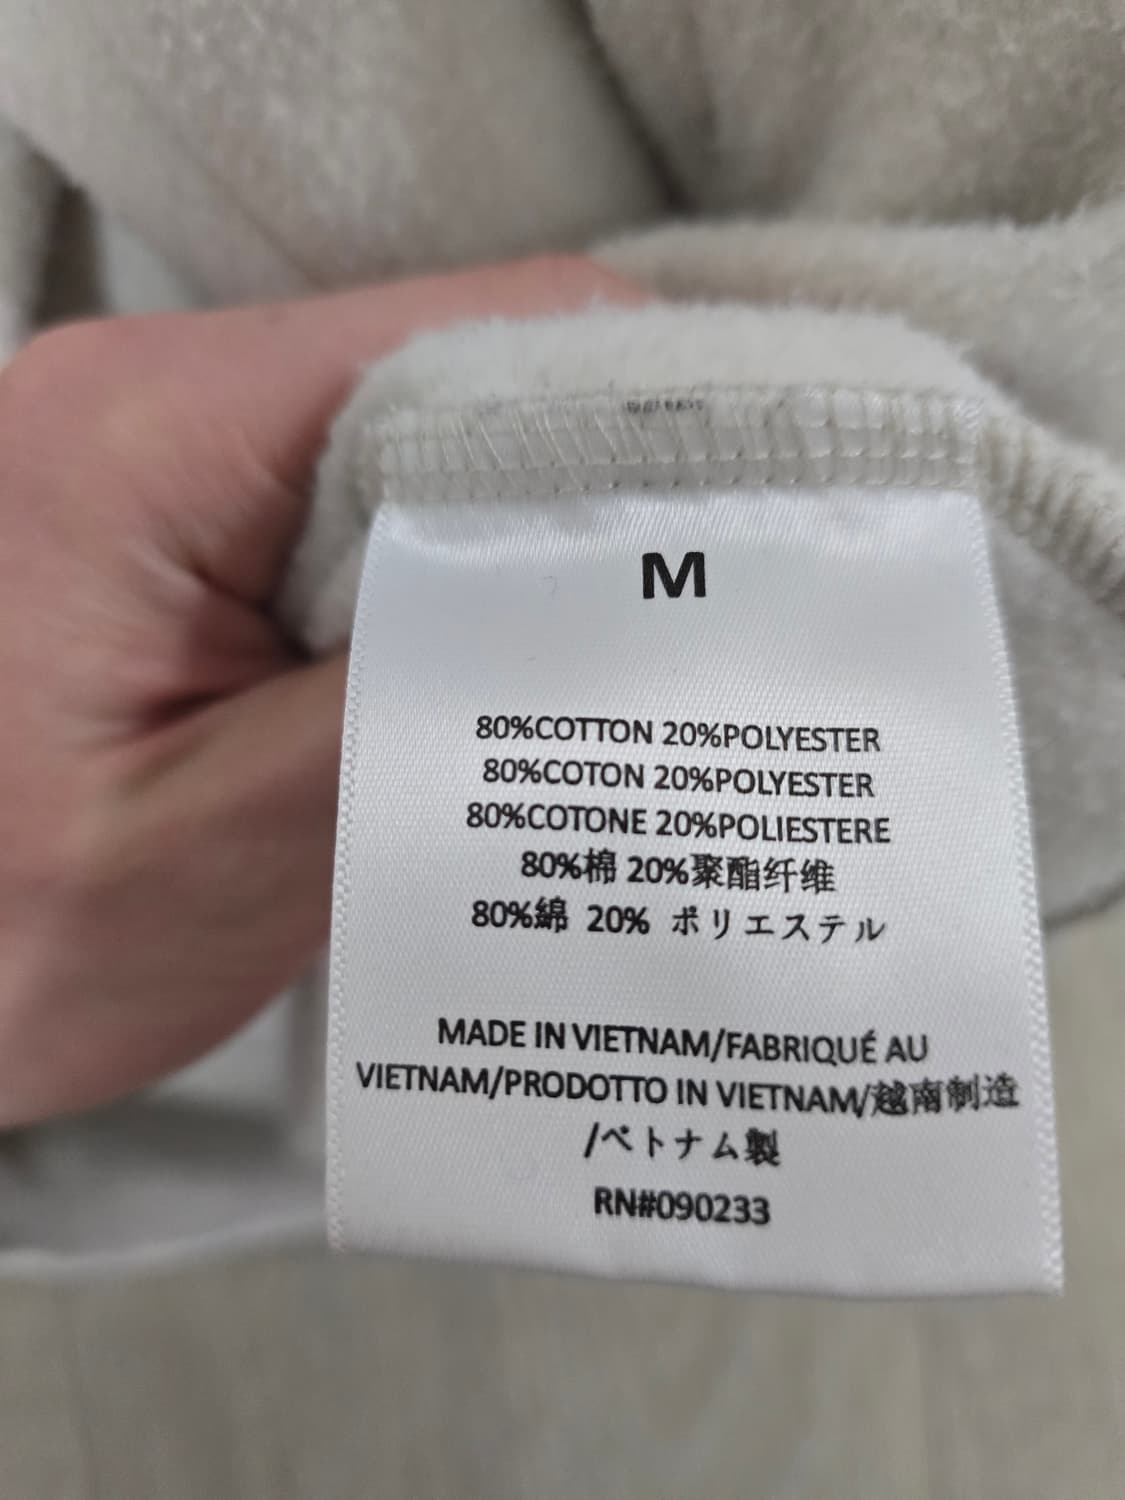 M
80%COTTON 20%POLYESTER
80%COTON 20%POLYESTER
80%COTONE 20%POLIESTERE
80%棉 20%聚酯纤维
80%綿 20% ポリエステル
MADE IN VIETNAM/FABRIQUÉ AU
VIETNAM/PRODOTTO IN VIETNAM/越南制造
/ベトナム製
RN#090233